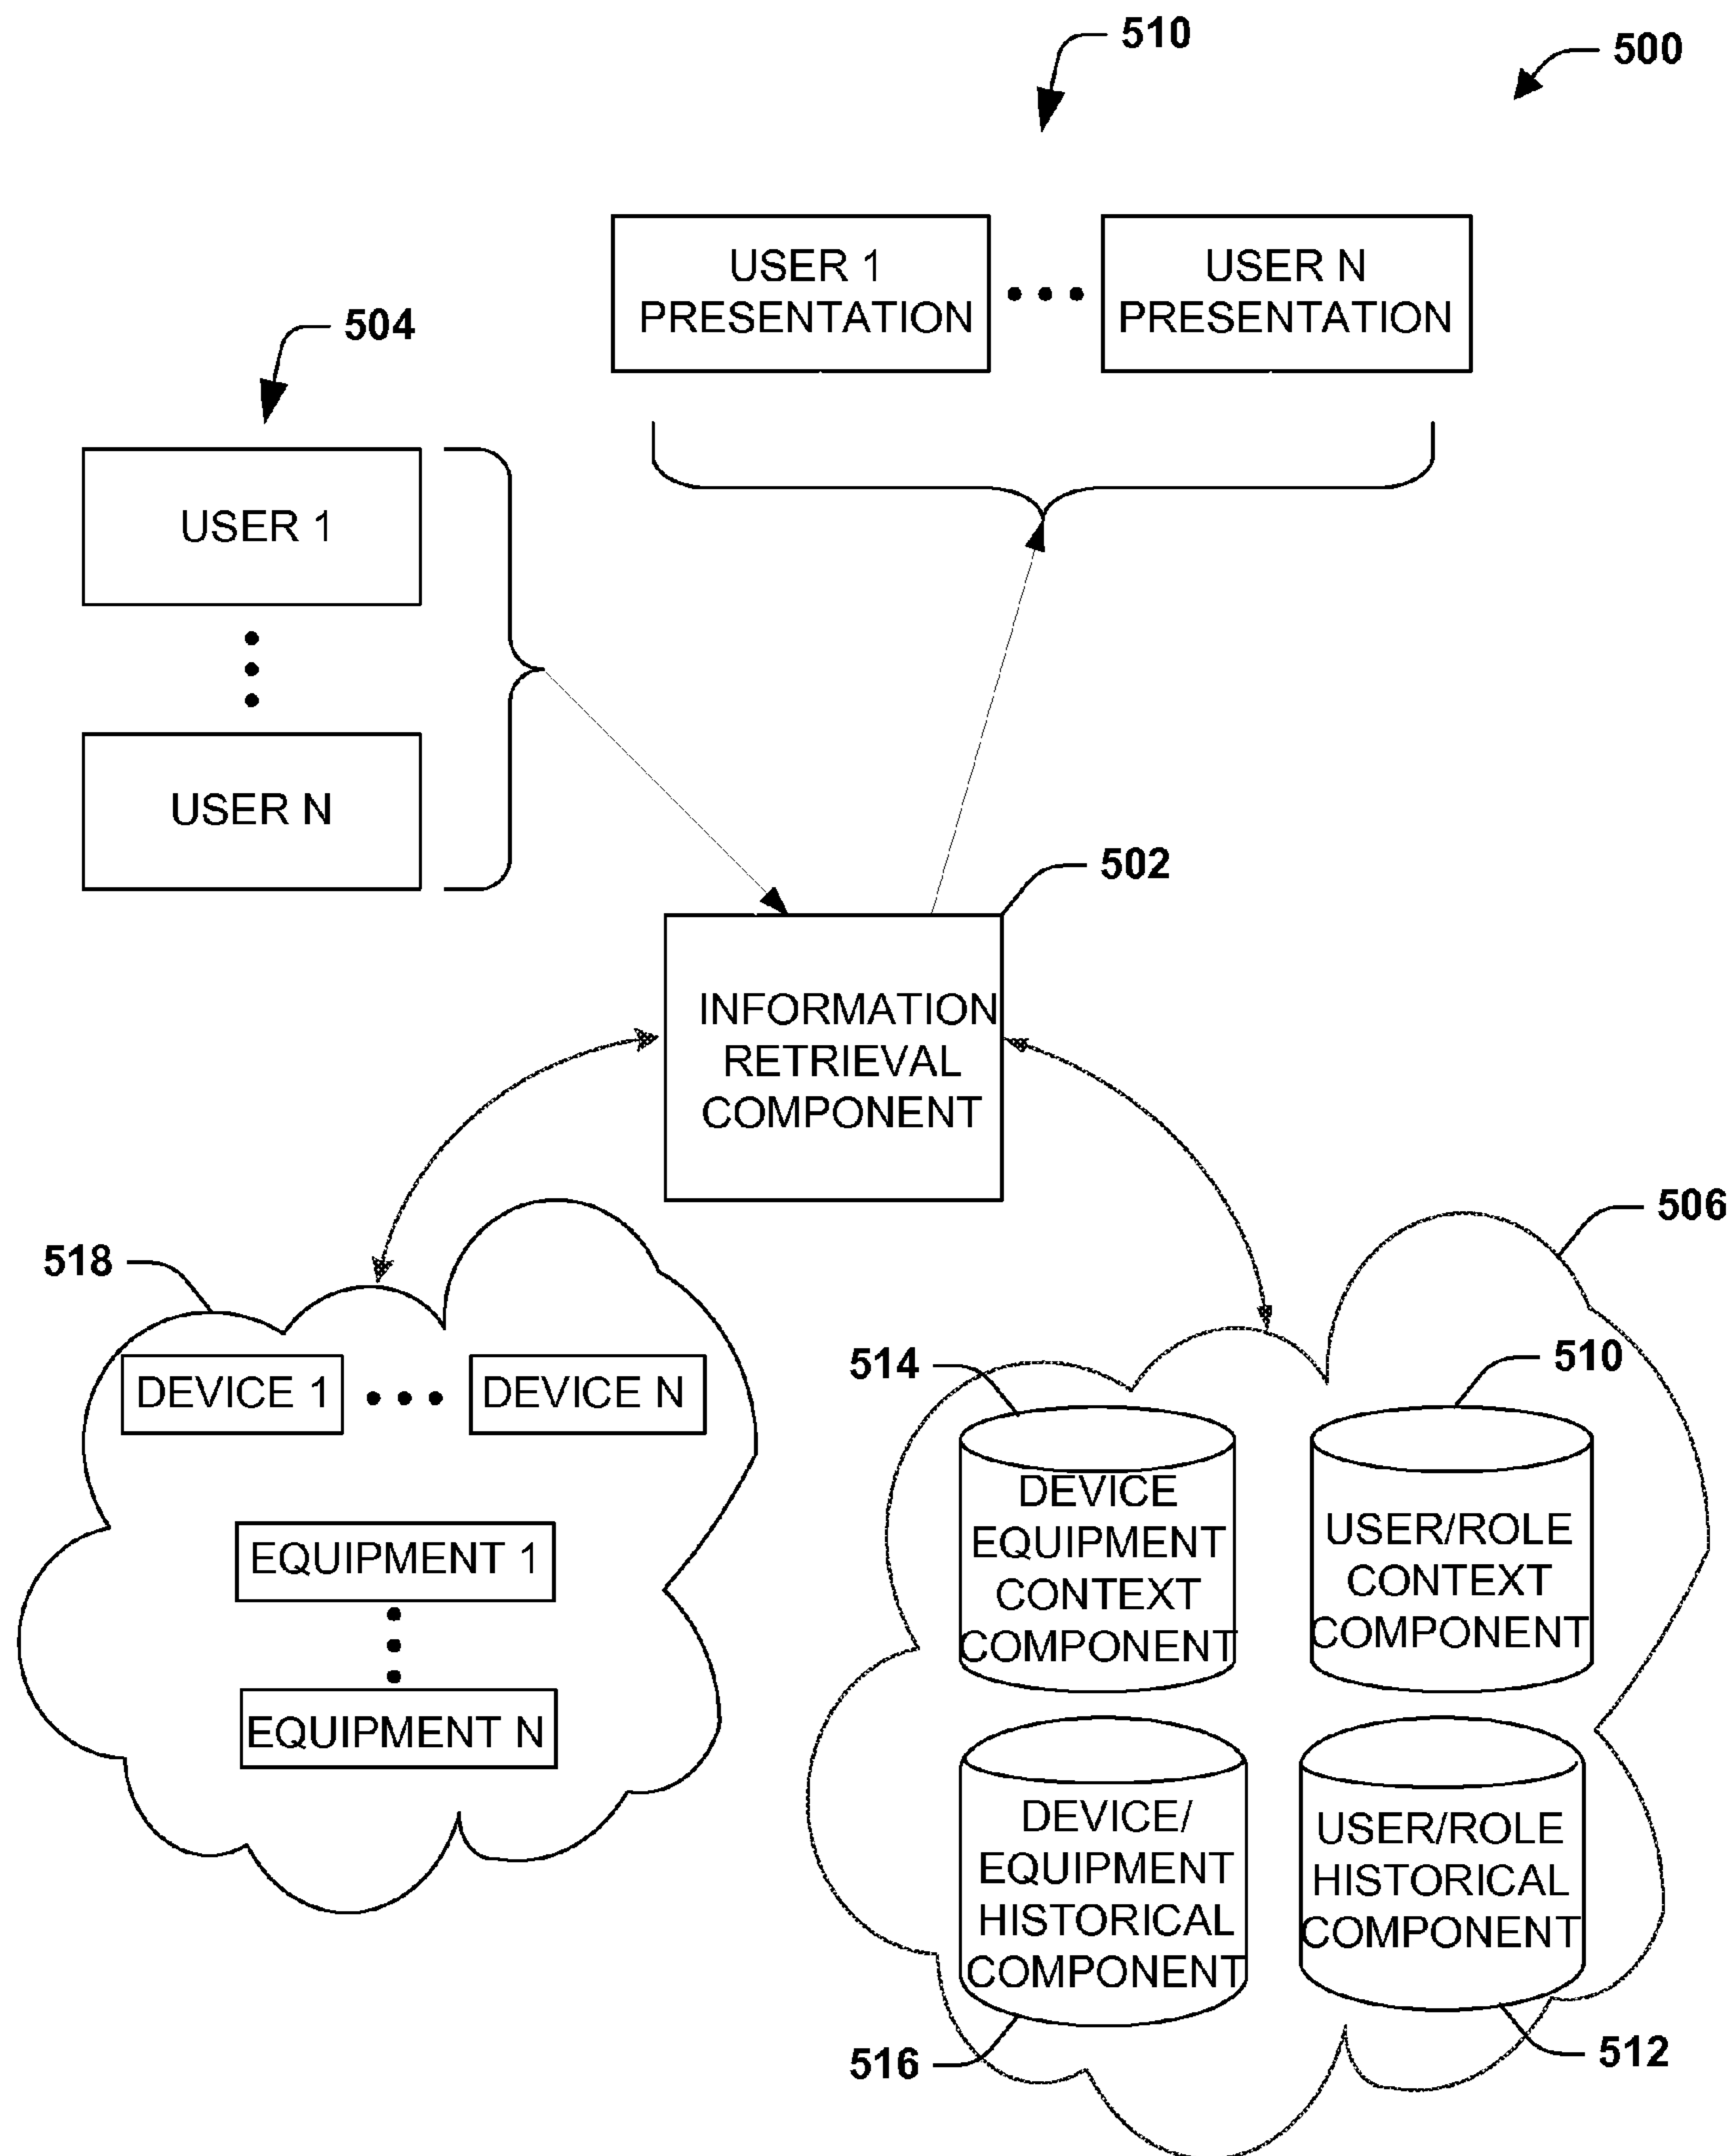 510
500
USER 1
PRESENTATION
USER N
PRESENTATION
504
USER 1
USER N
502
INFORMATION
RETRIEVAL
COMPONENT
506
518
DEVICE 1
DEVICE N
EQUIPMENT 1
EQUIPMENT N
514
510
DEVICE
EQUIPMENT
CONTEXT
COMPONENT
USER/ROLE
CONTEXT
COMPONENT
DEVICE/
EQUIPMENT
HISTORICAL
COMPONENT
USER/ROLE
HISTORICAL
COMPONENT
516
512